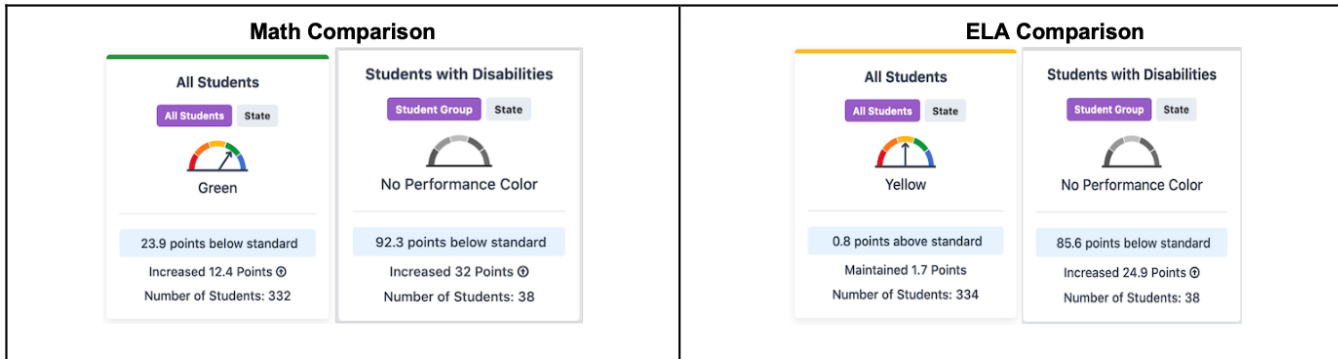 Math Comparison
All Students
All Students State
Green
23.9 points below standard
Increased 12.4 Points
Number of Students: 332
Students with Disabilities
Student Group State
No Performance Color
92.3 points below standard
Increased 32 Points
Number of Students: 38
ELA Comparison
All Students
All Students State
Yellow
0.8 points above standard
Maintained 1.7 Points
Number of Students: 334
Students with Disabilities
Student Group State
No Performance Color
85.6 points below standard
Increased 24.9 Points
Number of Students: 38